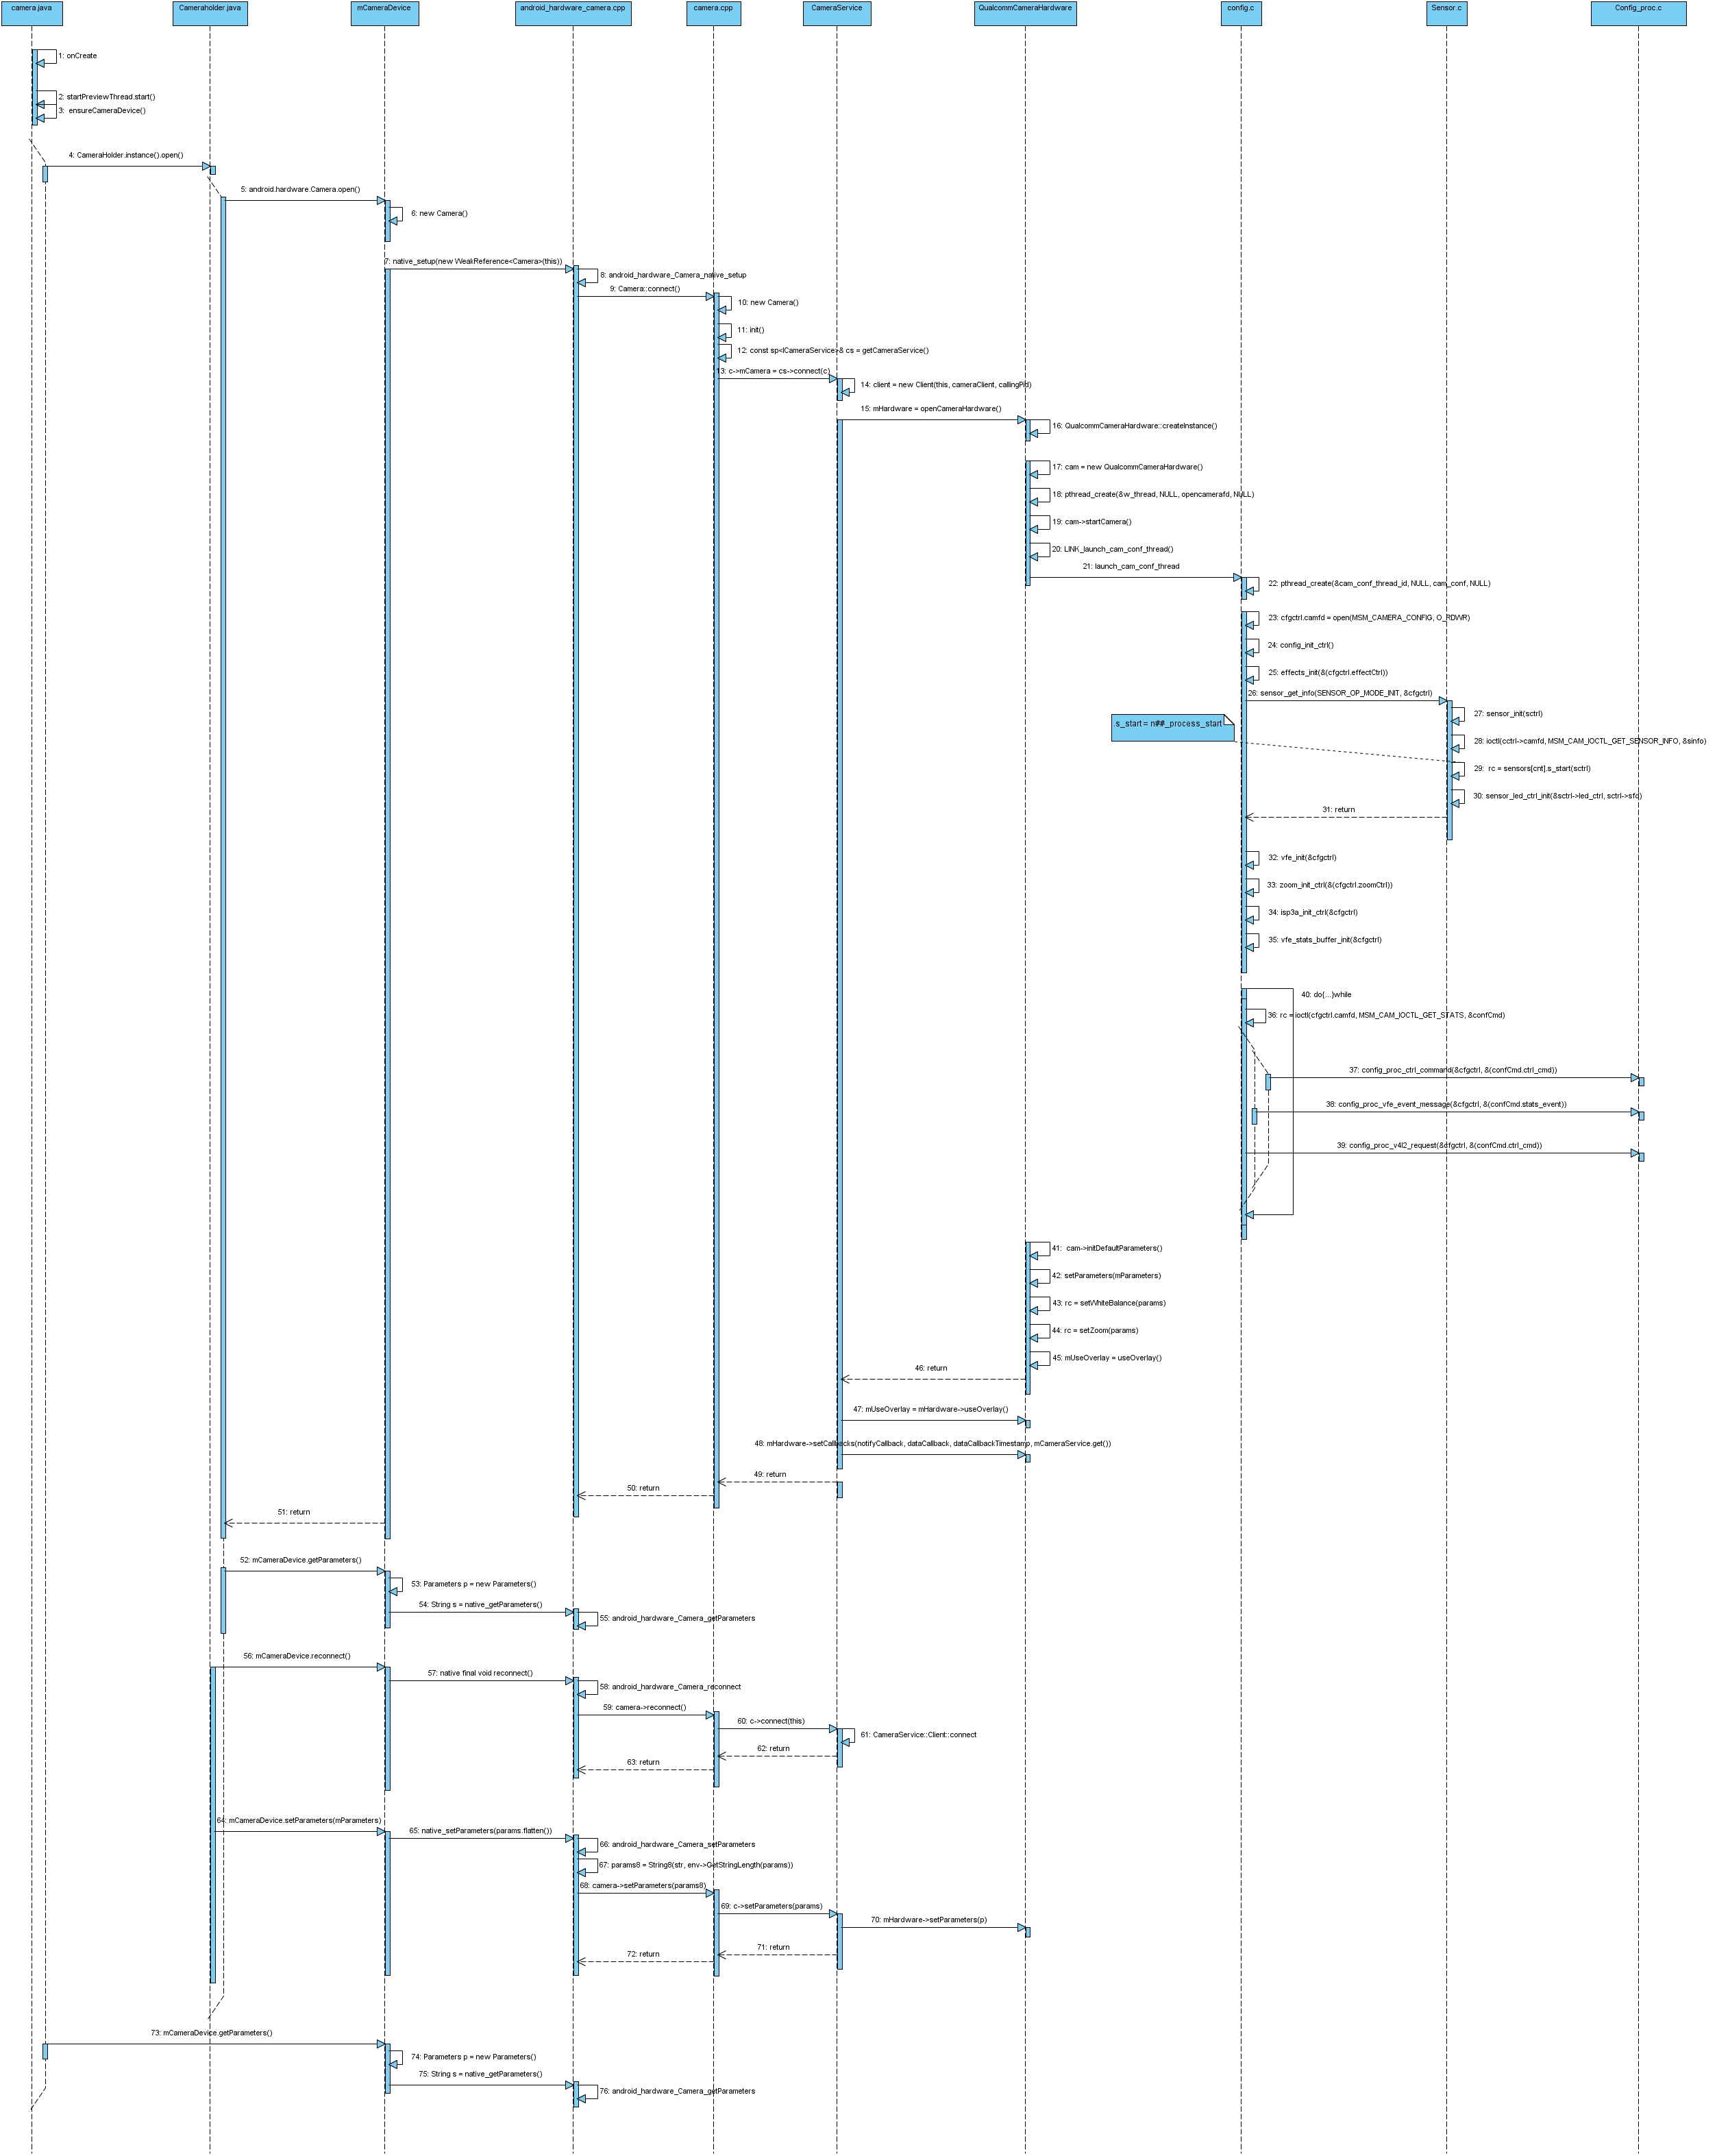 camera.java
Cameraholder.java
mCameraDevice
android_hardware_camera.cpp
camera.cpp
CameraService
QualcommCameraHardware
config.c
Sensor.c
Config_proc.c
1: onCreate
2: startPreviewThread.start()
3: ensureCameraDevice()
4: CameraHolder.instance().open()
5: android.hardware.Camera.open()
6: new Camera()
7: native_setup(new WeakReference<Camera>(this))
8: android_hardware_Camera_native_setup
9: Camera::connect()
10: new Camera()
11: init()
12: const sp<ICameraService>& cs = getCameraService()
13: c->mCamera = cs->connect(c)
14: client = new Client(this, cameraClient, callingPid)
15: mHardware = openCameraHardware()
16: QualcommCameraHardware::createInstance()
17: cam = new QualcommCameraHardware()
18: pthread_create(&w_thread, NULL, opencamerafd, NULL)
19: cam->startCamera()
20: LINK_launch_cam_conf_thread()
21: launch_cam_conf_thread
22: pthread_create(&cam_conf_thread_id, NULL, cam_conf, NULL)
23: cfgctrl.camfd = open(MSM_CAMERA_CONFIG, O_RDWR)
24: config_init_ctrl()
25: effects_init(&(cfgctrl.effectCtrl))
26: sensor_get_info(SENSOR_OP_MODE_INIT, &cfgctrl)
27: sensor_init(sctrl)
.s_start = n##_process_start
28: ioctl(cctrl->camfd, MSM_CAM_IOCTL_GET_SENSOR_INFO, &sinfo)
29: rc = sensors[cnt].s_start(sctrl)
30: sensor_led_ctrl_init(&sctrl->led_ctrl, sctrl->sfd)
31: return
32: vfe_init(&cfgctrl)
33: zoom_init_ctrl(&(cfgctrl.zoomCtrl))
34: isp3a_init_ctrl(&cfgctrl)
35: vfe_stats_buffer_init(&cfgctrl)
40: do{...}while
36: rc = ioctl(cfgctrl.camfd, MSM_CAM_IOCTL_GET_STATS, &confCmd)
37: config_proc_ctrl_command(&cfgctrl, &(confCmd.ctrl_cmd))
38: config_proc_vfe_event_message(&cfgctrl, &(confCmd.stats_event))
39: config_proc_v4l2_request(&cfgctrl, &(confCmd.ctrl_cmd))
41: cam->initDefaultParameters()
42: setParameters(mParameters)
43: rc = setWhiteBalance(params)
44: rc = setZoom(params)
45: mUseOverlay = useOverlay()
46: return
47: mUseOverlay = mHardware->useOverlay()
48: mHardware->setCallbacks(notifyCallback, dataCallback, dataCallbackTimestamp, mCameraService.get())
49: return
50: return
51: return
52: mCameraDevice.getParameters()
53: Parameters p = new Parameters()
54: String s = native_getParameters()
55: android_hardware_Camera_getParameters
56: mCameraDevice.reconnect()
57: native final void reconnect()
58: android_hardware_Camera_reconnect
59: camera->reconnect()
60: c->connect(this)
61: CameraService::Client::connect
62: return
63: return
64: mCameraDevice.setParameters(mParameters)
65: native_setParameters(params.flatten())
66: android_hardware_Camera_setParameters
67: params8 = String8(str, env->GetStringLength(params))
68: camera->setParameters(params8)
69: c->setParameters(params)
70: mHardware->setParameters(p)
71: return
72: return
73: mCameraDevice.getParameters()
74: Parameters p = new Parameters()
75: String s = native_getParameters()
76: android_hardware_Camera_getParameters